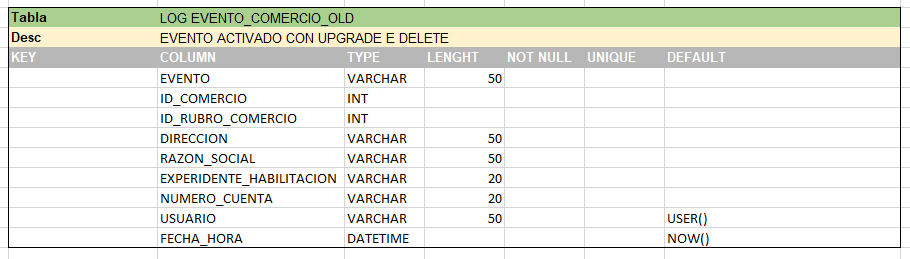 Tabla LOG EVENTO_COMERCIO_OLD
Desc EVENTO ACTIVADO CON UPGRADE E DELETE
KEY COLUMN TYPE LENGHT NOT NULL UNIQUE DEFAULT
EVENTO VARCHAR 50
ID_COMERCIO INT
ID_RUBRO_COMERCIO INT
DIRECCION VARCHAR 50
RAZON_SOCIAL VARCHAR 50
EXPERIDENTE_HABILITACION VARCHAR 20
NUMERO_CUENTA VARCHAR 20
USUARIO VARCHAR 50 USER()
FECHA_HORA DATETIME NOW()